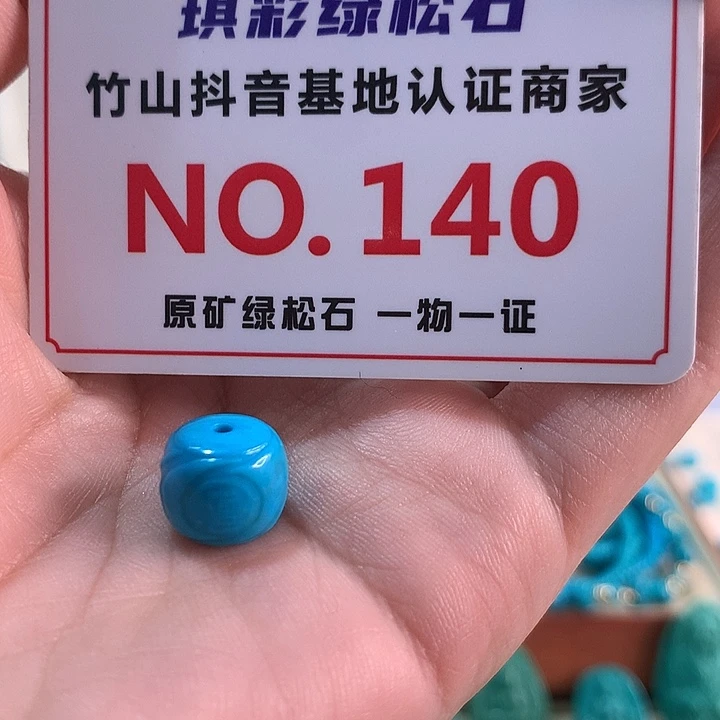 琪彩绿松石
竹山抖音基地认证商家
NO.140
原矿绿松石 一物一证